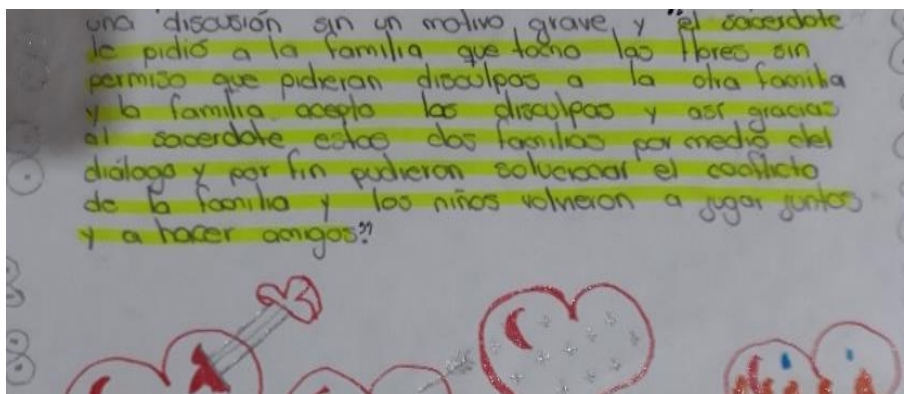 una discusión sin un motivo grave y "el sacerdote
le pidió a la familia que tomo las flores sin
permiso que pidieran disculpas a la otra familia
y la familia acepto las disculpas y asi gracias
al sacerdote estas dos familias por medio del
dialogo y por fin pudieron solucionar el conflicto
de la familia y los niños volvieron a jugar juntos
y a hacer amigos."